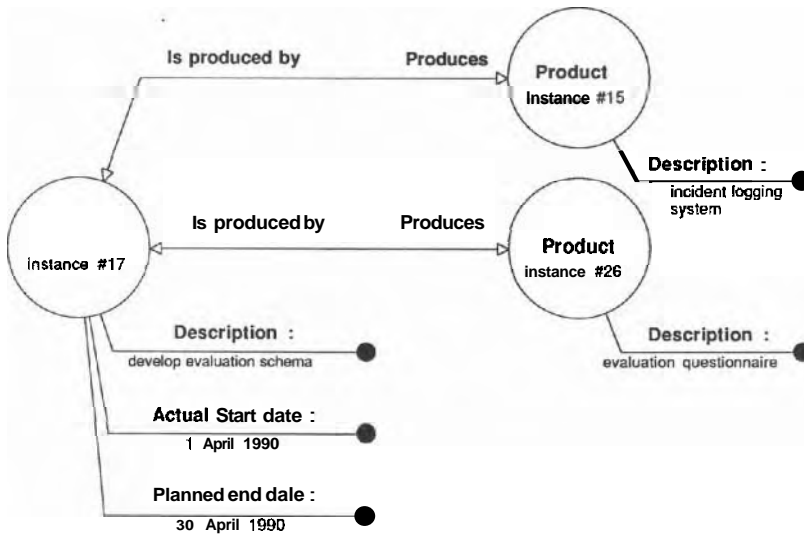 Is produced by Produces
Product
Instance #15
Description :
incident logging
system
Is produced by Produces
Product
instance #26
instance #17
Description :
develop evaluation schema
Description :
evaluation questionnaire
Actual Start date :
1 April 1990
Planned end dale :
30 April 1990